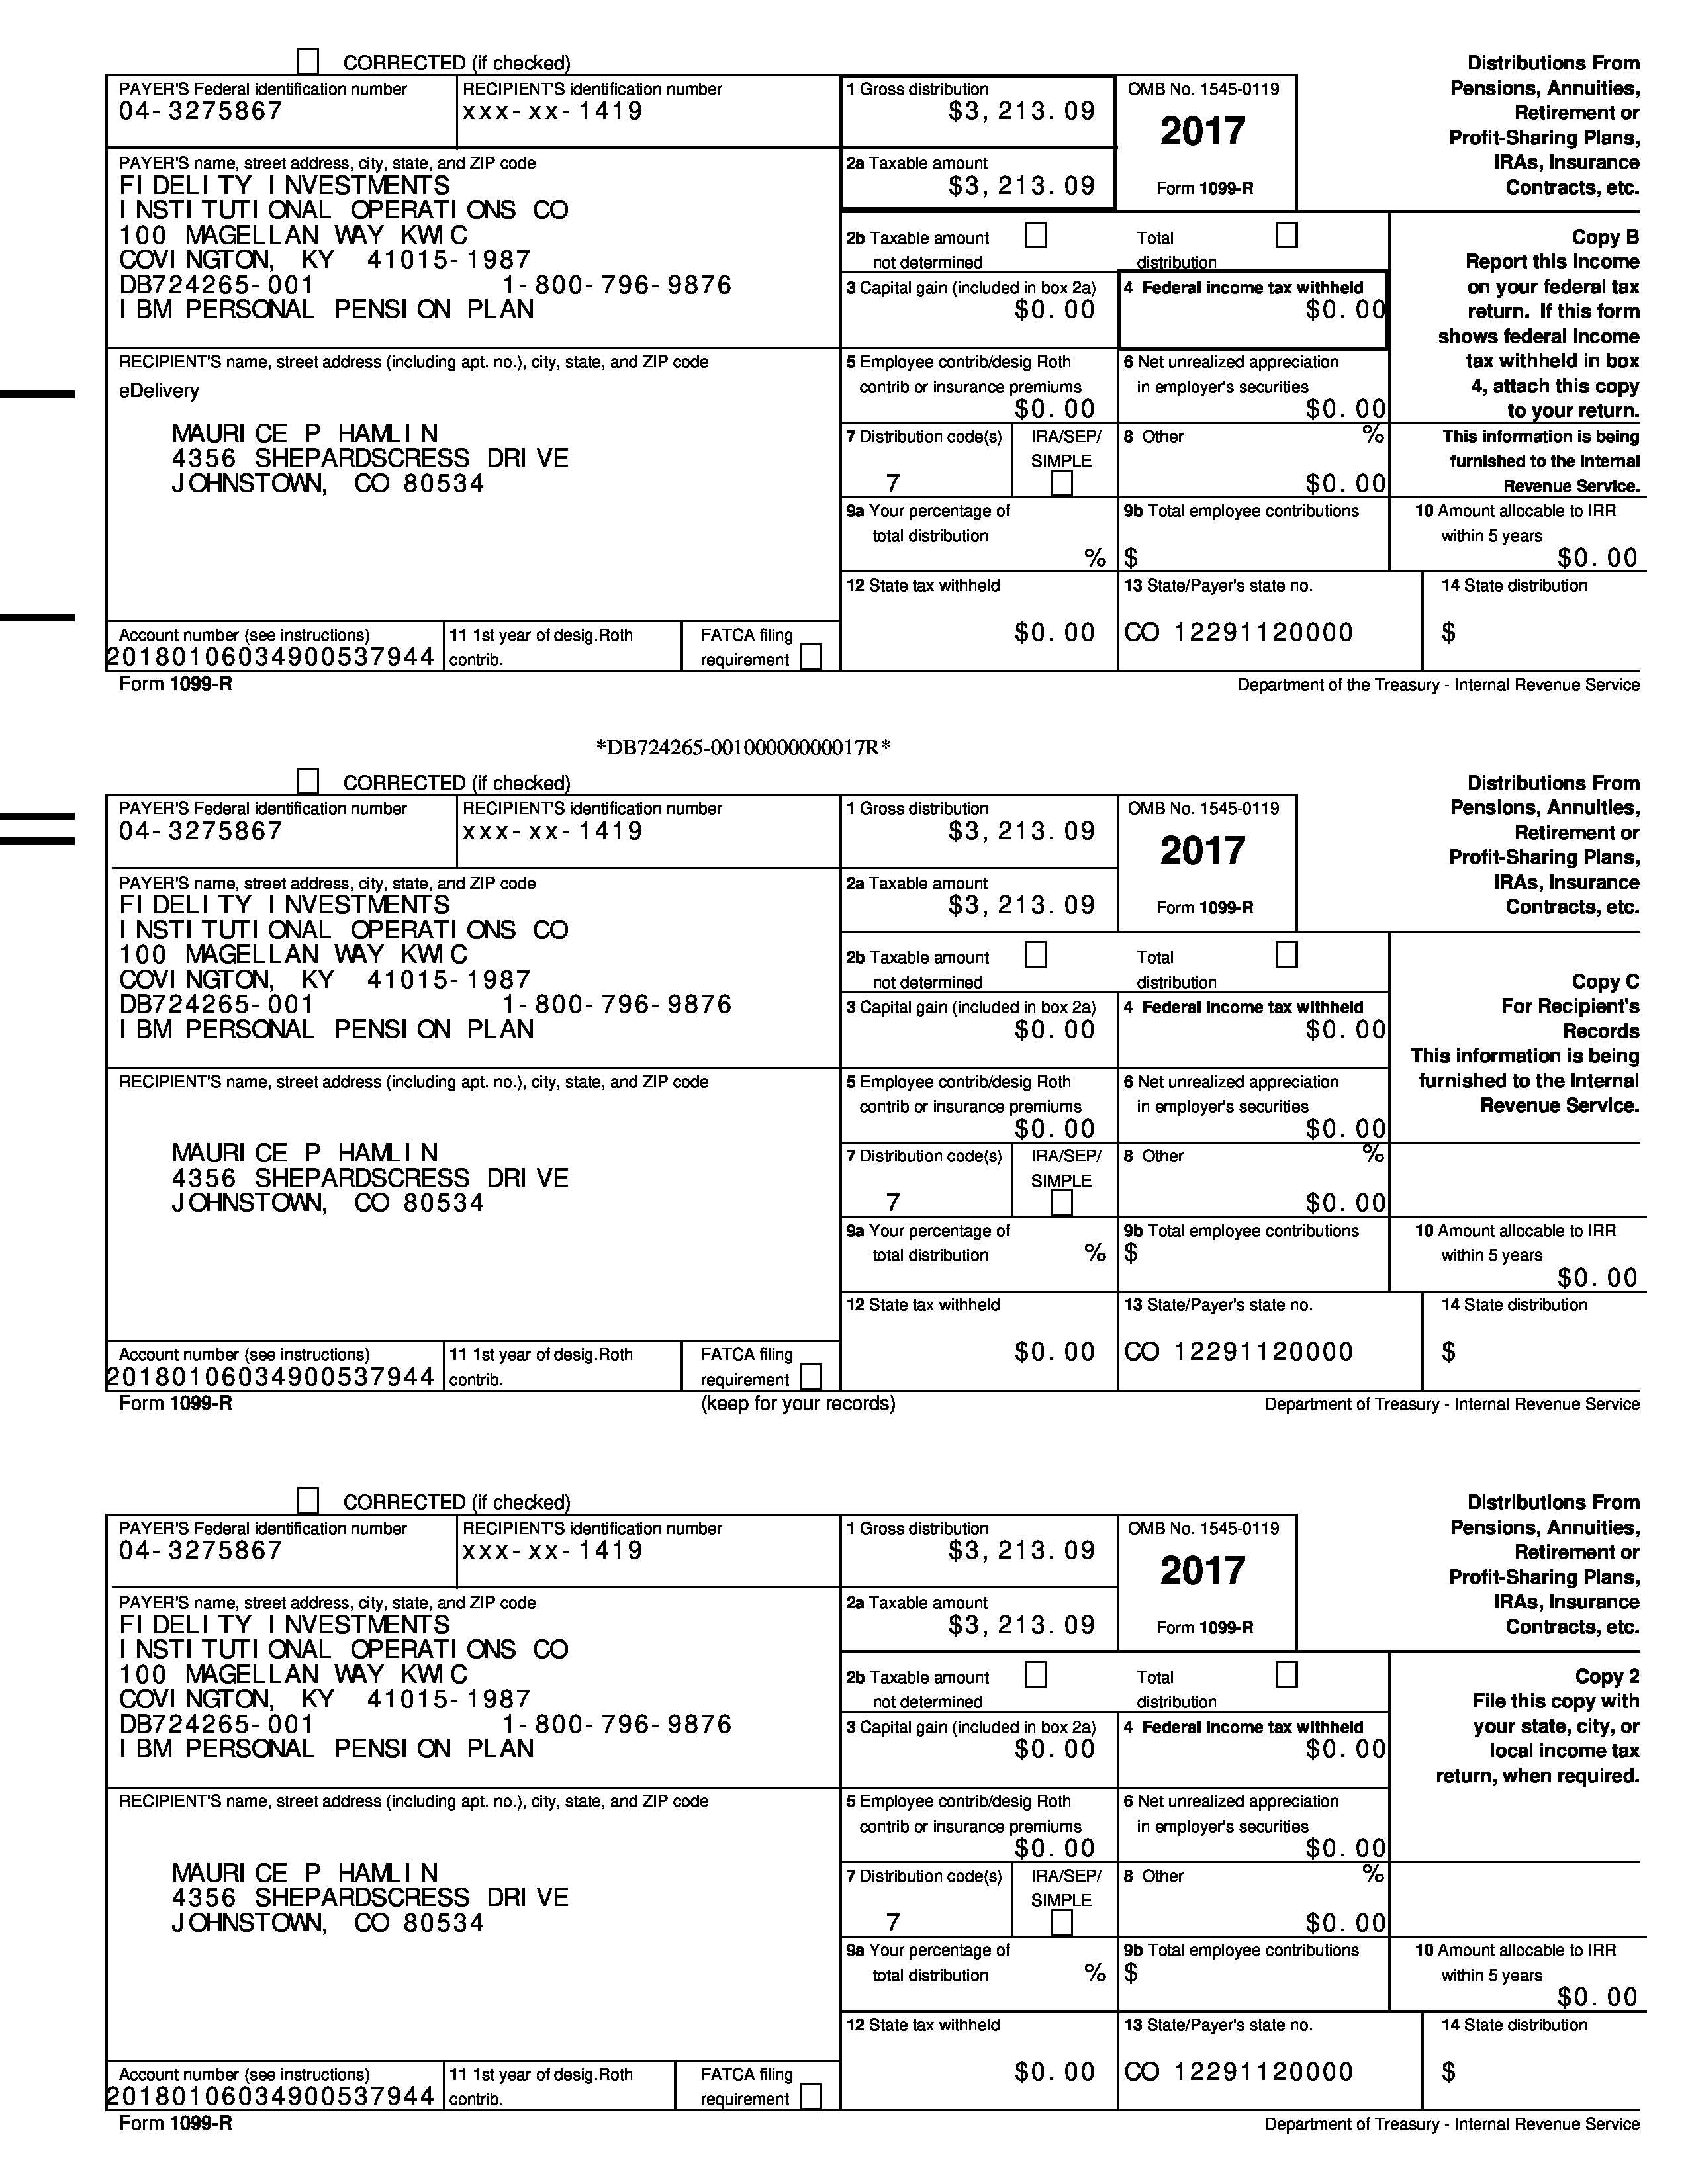 CORRECTED (if checked)
PAYER'S Federal identification number
04-3275867
RECIPIENT'S identification number
xxx-xx-1419
1 Gross distribution
$3,213.09
OMB No. 1545-0119
2017
Form 1099-R
Distributions From
Pensions, Annuities,
Retirement or
Profit-Sharing Plans,
IRAs, Insurance
Contracts, etc.
PAYER'S name, street address, city, state, and ZIP code
FIDELITY INVESTMENTS
INSTITUTIONAL OPERATIONS CO
100 MAGELLAN WAY KWIC
COVINGTON, KY 41015-1987
DB724265-001 1-800-796-9876
IBM PERSONAL PENSION PLAN
2a Taxable amount
$3,213.09
2b Taxable amount
not determined
Total
distribution
Copy B
Report this income
on your federal tax
return. If this form
shows federal income
tax withheld in box
4, attach this copy
to your return.
This information is being
furnished to the Internal
Revenue Service.
3 Capital gain (included in box 2a)
$0.00
4 Federal income tax withheld
$0.00
RECIPIENT'S name, street address (including apt. no.), city, state, and ZIP code
eDelivery
MAURICE P HAMLIN
4356 SHEPARDSCRESS DRIVE
JOHNSTOWN, CO 80534
5 Employee contrib/desig Roth
contrib or insurance premiums
$0.00
6 Net unrealized appreciation
in employer's securities
$0.00
7 Distribution code(s)
7
IRA/SEP/
SIMPLE
8 Other
%
$0.00
9a Your percentage of
total distribution
%
9b Total employee contributions
$
10 Amount allocable to IRR
within 5 years
$0.00
12 State tax withheld
$0.00
13 State/Payer's state no.
CO 12291120000
14 State distribution
$
Account number (see instructions)
20180106034900537944
11 1st year of desig.Roth
contrib.
FATCA filing
requirement
Form 1099-R
Department of the Treasury - Internal Revenue Service
*DB724265-00100000000017R*
CORRECTED (if checked)
PAYER'S Federal identification number
04-3275867
RECIPIENT'S identification number
xxx-xx-1419
1 Gross distribution
$3,213.09
OMB No. 1545-0119
2017
Form 1099-R
Distributions From
Pensions, Annuities,
Retirement or
Profit-Sharing Plans,
IRAs, Insurance
Contracts, etc.
PAYER'S name, street address, city, state, and ZIP code
FIDELITY INVESTMENTS
INSTITUTIONAL OPERATIONS CO
100 MAGELLAN WAY KWIC
COVINGTON, KY 41015-1987
DB724265-001 1-800-796-9876
IBM PERSONAL PENSION PLAN
2a Taxable amount
$3,213.09
2b Taxable amount
not determined
Total
distribution
Copy C
For Recipient's
Records
This information is being
furnished to the Internal
Revenue Service.
3 Capital gain (included in box 2a)
$0.00
4 Federal income tax withheld
$0.00
RECIPIENT'S name, street address (including apt. no.), city, state, and ZIP code
MAURICE P HAMLIN
4356 SHEPARDSCRESS DRIVE
JOHNSTOWN, CO 80534
5 Employee contrib/desig Roth
contrib or insurance premiums
$0.00
6 Net unrealized appreciation
in employer's securities
$0.00
7 Distribution code(s)
7
IRA/SEP/
SIMPLE
8 Other
%
$0.00
9a Your percentage of
total distribution
%
9b Total employee contributions
$
10 Amount allocable to IRR
within 5 years
$0.00
12 State tax withheld
$0.00
13 State/Payer's state no.
CO 12291120000
14 State distribution
$
Account number (see instructions)
20180106034900537944
11 1st year of desig.Roth
contrib.
FATCA filing
requirement
Form 1099-R
(keep for your records)
Department of Treasury - Internal Revenue Service
CORRECTED (if checked)
PAYER'S Federal identification number
04-3275867
RECIPIENT'S identification number
xxx-xx-1419
1 Gross distribution
$3,213.09
OMB No. 1545-0119
2017
Form 1099-R
Distributions From
Pensions, Annuities,
Retirement or
Profit-Sharing Plans,
IRAs, Insurance
Contracts, etc.
PAYER'S name, street address, city, state, and ZIP code
FIDELITY INVESTMENTS
INSTITUTIONAL OPERATIONS CO
100 MAGELLAN WAY KWIC
COVINGTON, KY 41015-1987
DB724265-001 1-800-796-9876
IBM PERSONAL PENSION PLAN
2a Taxable amount
$3,213.09
2b Taxable amount
not determined
Total
distribution
Copy 2
File this copy with
your state, city, or
local income tax
return, when required.
3 Capital gain (included in box 2a)
$0.00
4 Federal income tax withheld
$0.00
RECIPIENT'S name, street address (including apt. no.), city, state, and ZIP code
MAURICE P HAMLIN
4356 SHEPARDSCRESS DRIVE
JOHNSTOWN, CO 80534
5 Employee contrib/desig Roth
contrib or insurance premiums
$0.00
6 Net unrealized appreciation
in employer's securities
$0.00
7 Distribution code(s)
7
IRA/SEP/
SIMPLE
8 Other
%
$0.00
9a Your percentage of
total distribution
%
9b Total employee contributions
$
10 Amount allocable to IRR
within 5 years
$0.00
12 State tax withheld
$0.00
13 State/Payer's state no.
CO 12291120000
14 State distribution
$
Account number (see instructions)
20180106034900537944
11 1st year of desig.Roth
contrib.
FATCA filing
requirement
Form 1099-R
Department of Treasury - Internal Revenue Service